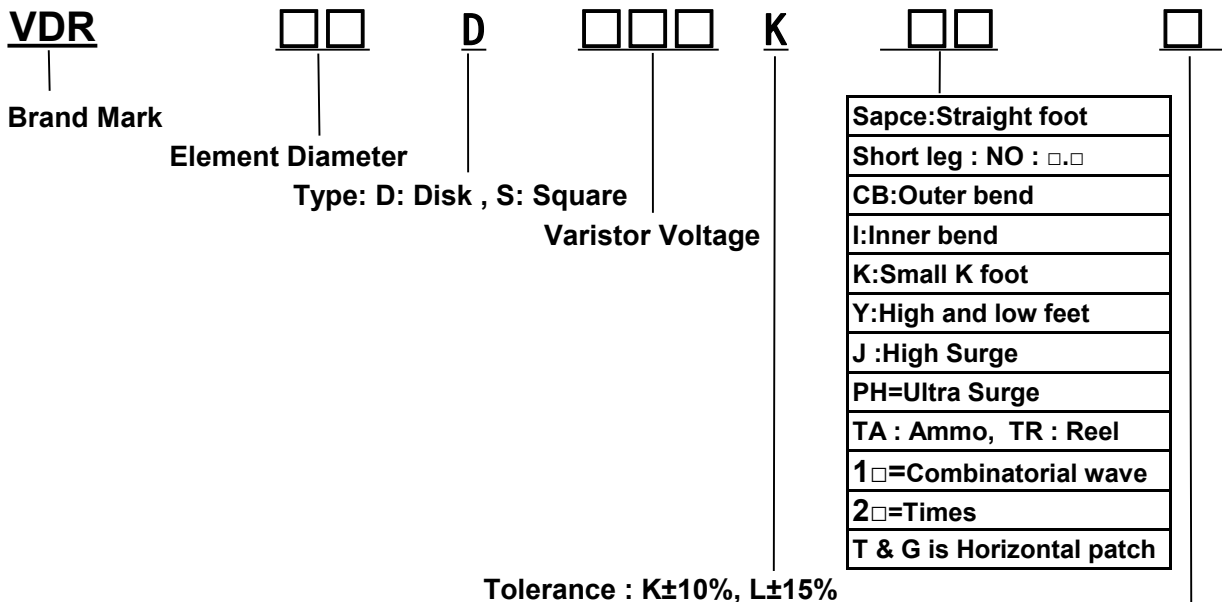 VDR □□ D □□□ K □□ □
Brand Mark
Element Diameter
Type: D: Disk , S: Square
Varistor Voltage
Sapce:Straight foot
Short leg : NO : □.□
CB:Outer bend
I:Inner bend
K:Small K foot
Y:High and low feet
J :High Surge
PH=Ultra Surge
TA : Ammo, TR : Reel
1□=Combinatorial wave
2□=Times
T & G is Horizontal patch
Tolerance : K±10%, L±15%